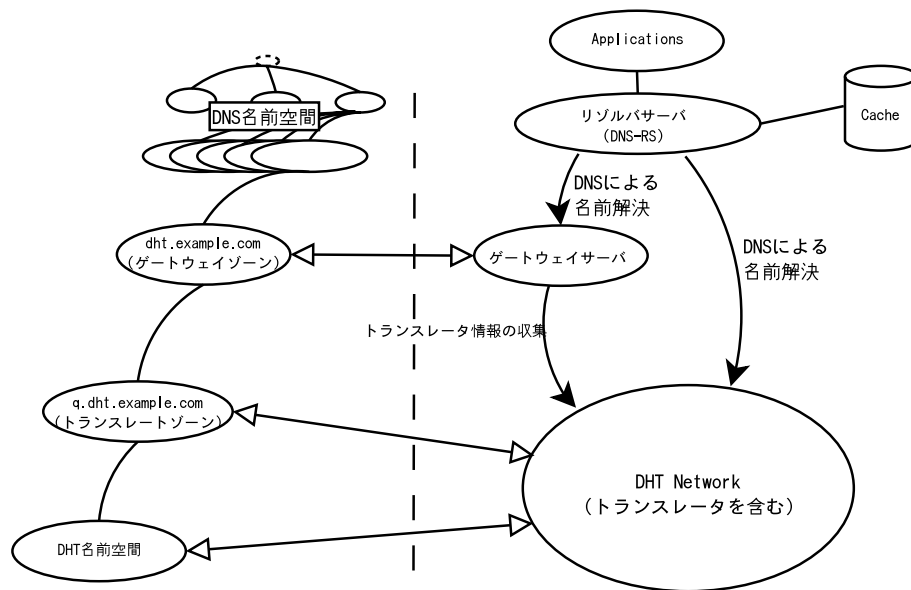 Applications
DNS名前空間
リゾルバサーバ
(DNS-RS)
Cache
DNSによる
名前解決
dht.example.com
(ゲートウェイゾーン)
ゲートウェイサーバ
DNSによる
名前解決
トランスレータ情報の収集
q.dht.example.com
(トランスレートゾーン)
DHT Network
(トランスレータを含む)
DHT名前空間